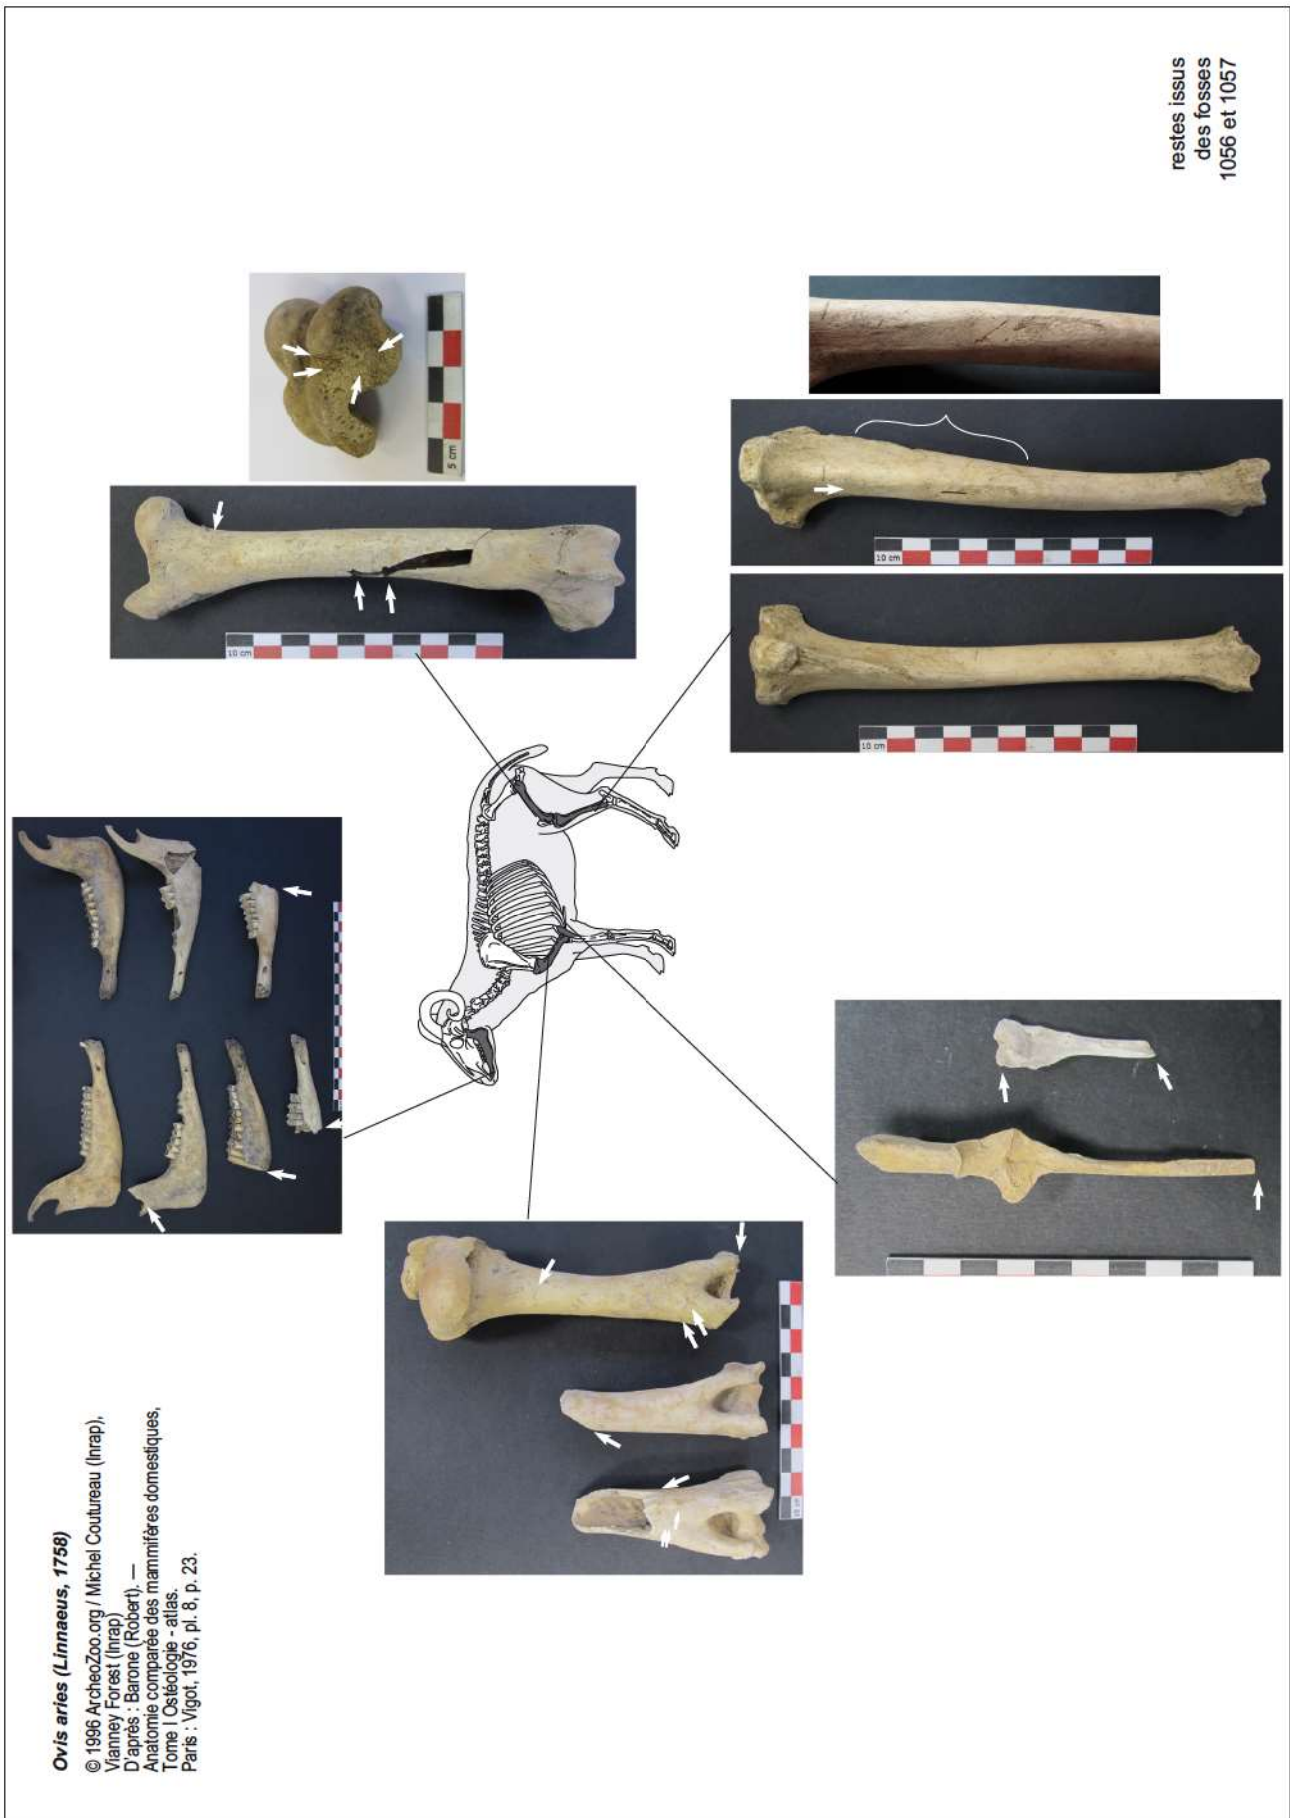 Ovis aries (Linnaeus, 1758)
© 1996 ArcheoZoo.org / Michel Coutureau (Inrap),
Vianney Forest (Inrap)
D'après : Barone (Robert). —
Anatomie comparée des mammifères domestiques,
Tome I Ostéologie - atlas.
Paris : Vigot, 1976, pl. 8, p. 23.
restes issus
des fosses
1056 et 1057
5 cm
10 cm
10 cm
10 cm